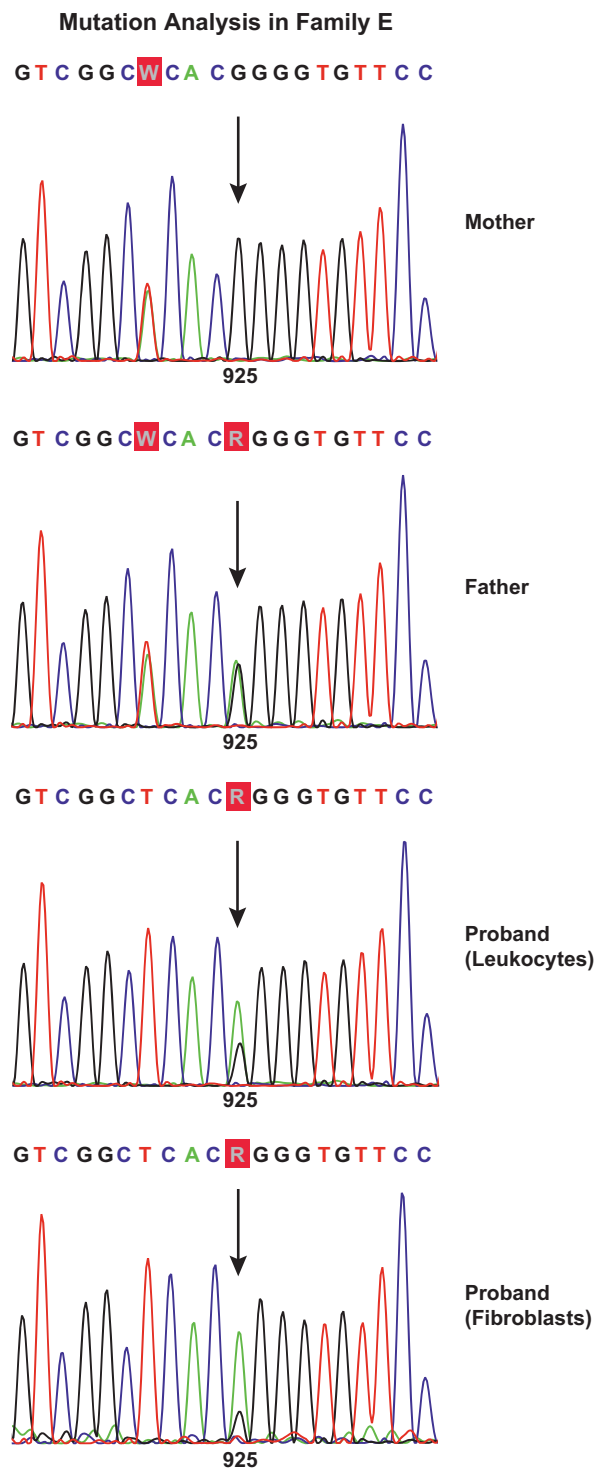 Mutation Analysis in Family E
G T C G G C W C A C G G G G T G T T C C
Mother
925
G T C G G C W C A C R G G G T G T T C C
Father
925
G T C G G C T C A C R G G G T G T T C C
Proband
(Leukocytes)
925
G T C G G C T C A C R G G G T G T T C C
Proband
(Fibroblasts)
925